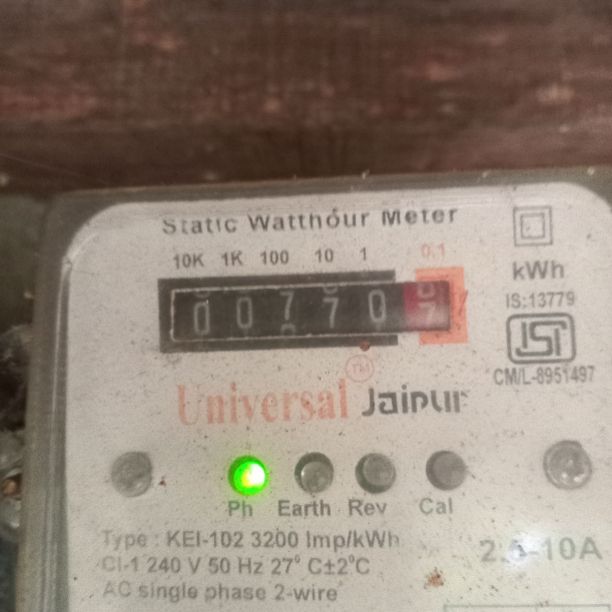 Static Watthour Meter
10K 1K 100 10 1 0.1
0 0 7 7 0 7
kWh
IS:13779
ISI
CM/L-8951497
Universal TM Jaipur
Ph Earth Rev Cal
Type : KEI-102 3200 Imp/kWh
Cl-1 240 V 50 Hz 27° C±2°C
2.5-10A
AC single phase 2-wire